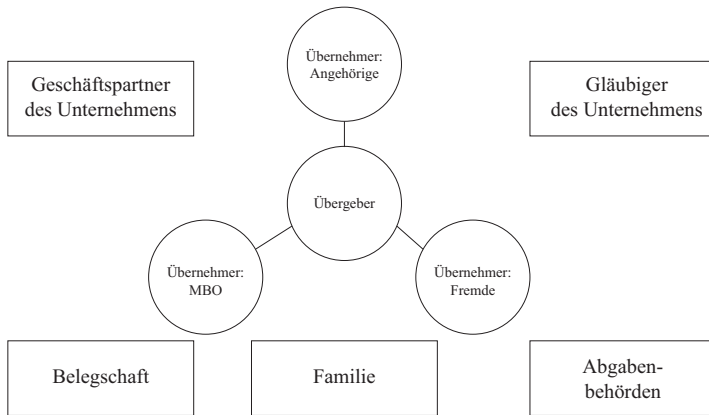 Übernehmer:
Angehörige
Geschäftspartner
des Unternehmens
Gläubiger
des Unternehmens
Übergeber
Übernehmer:
MBO
Übernehmer:
Fremde
Belegschaft
Familie
Abgaben-
behörden